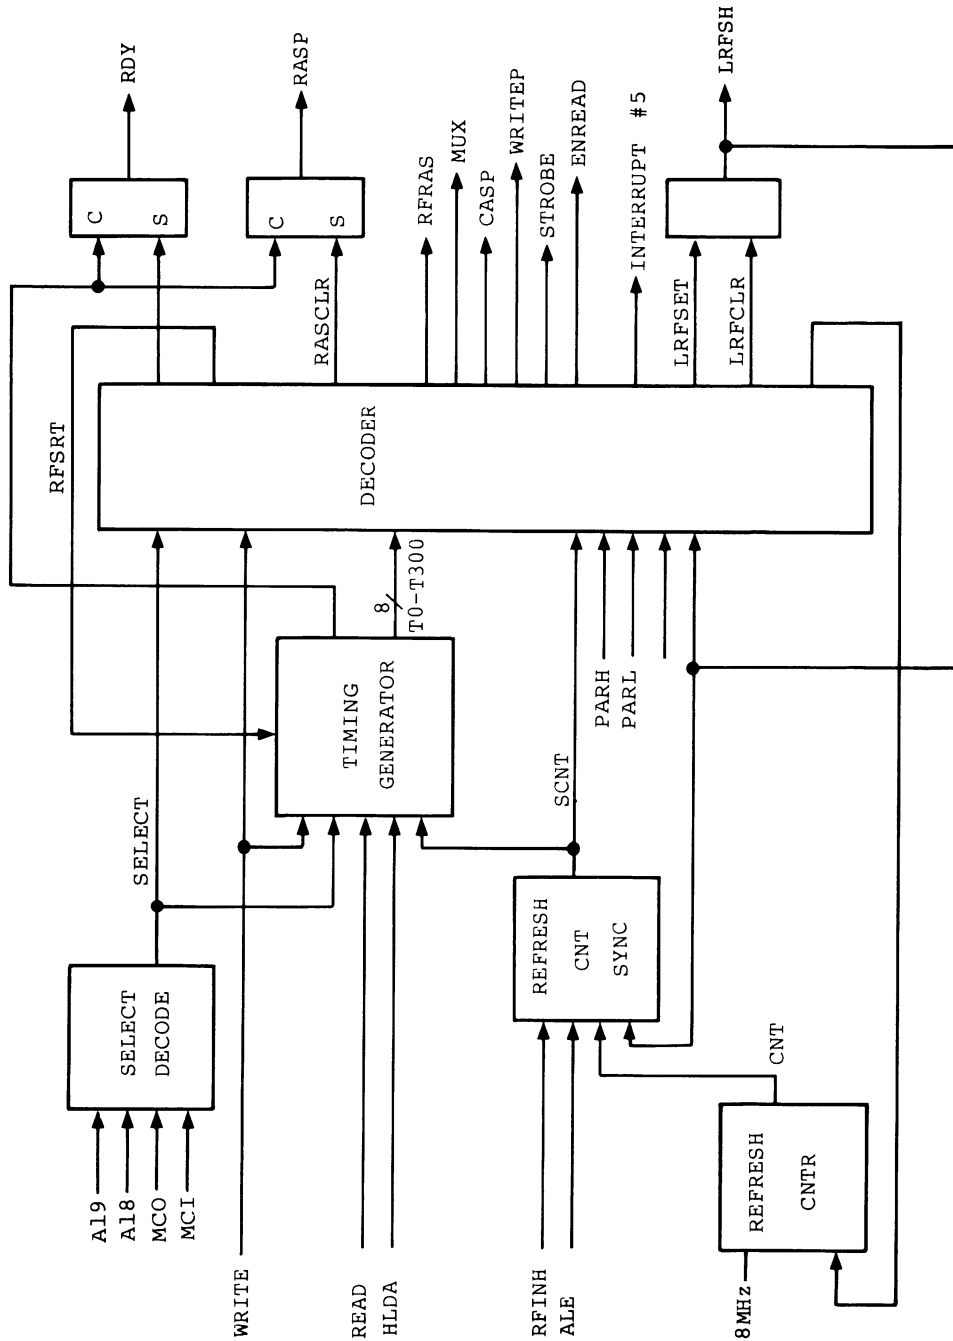 A19
A18
MCO
MCI
SELECT
DECODE
SELECT
RFSRT
C
S
RDY
C
S
RASP
WRITE
READ
HLDA
TIMING
GENERATOR
8
T0-T300
DECODER
RASCLR
RFRAS
MUX
CASP
WRITEP
STROBE
ENREAD
INTERRUPT #5
RFINH
ALE
REFRESH
CNT
SYNC
SCNT
PARH
PARL
LRFSET
LRFCLR
LRFSH
8MHz
REFRESH
CNTR
CNT